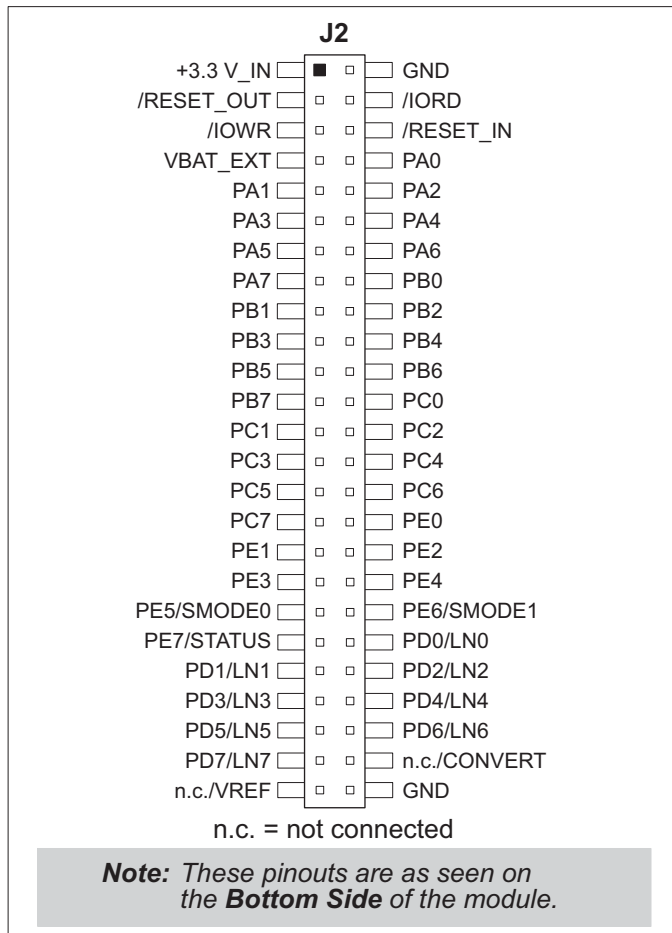 J2
+3.3 V_IN GND
/RESET_OUT /IORD
/IOWR /RESET_IN
VBAT_EXT PA0
PA1 PA2
PA3 PA4
PA5 PA6
PA7 PB0
PB1 PB2
PB3 PB4
PB5 PB6
PB7 PC0
PC1 PC2
PC3 PC4
PC5 PC6
PC7 PE0
PE1 PE2
PE3 PE4
PE5/SMODE0 PE6/SMODE1
PE7/STATUS PD0/LN0
PD1/LN1 PD2/LN2
PD3/LN3 PD4/LN4
PD5/LN5 PD6/LN6
PD7/LN7 n.c./CONVERT
n.c./VREF GND
n.c. = not connected
Note: These pinouts are as seen on
the Bottom Side of the module.